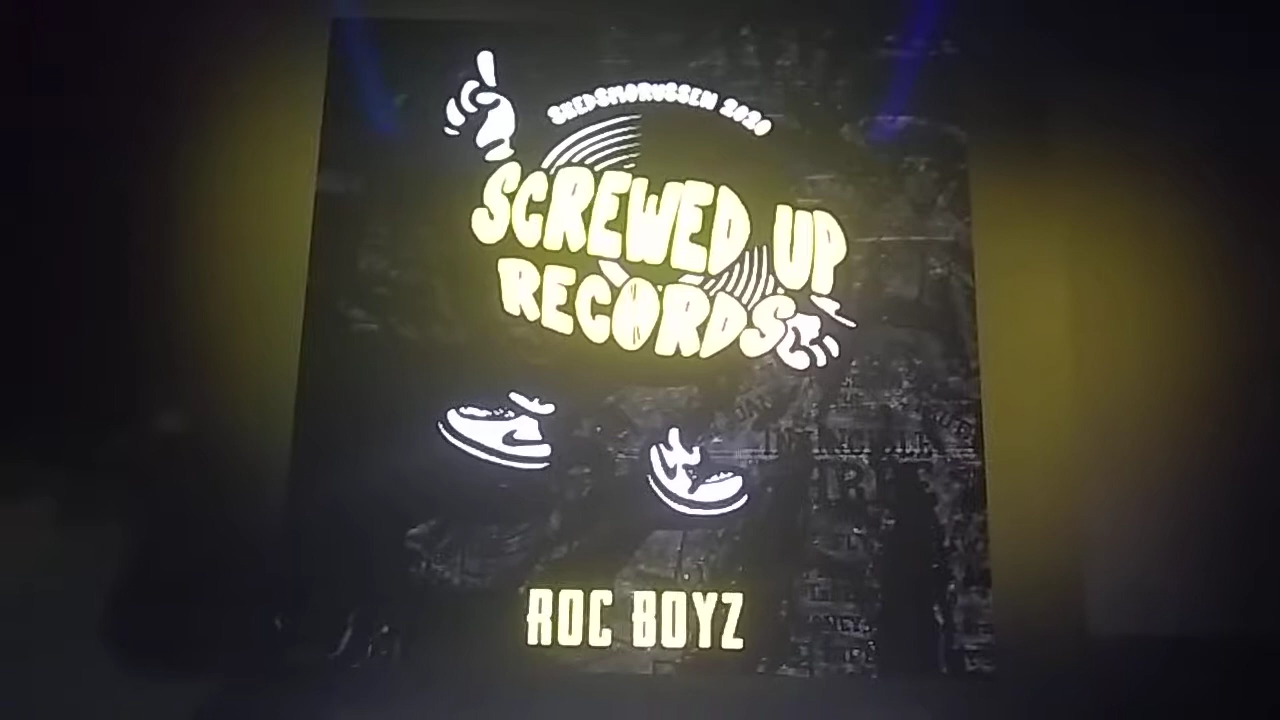 SKEDSMORUSSEN 2020
SCREWED UP
RECORDS
ROC BOYZ